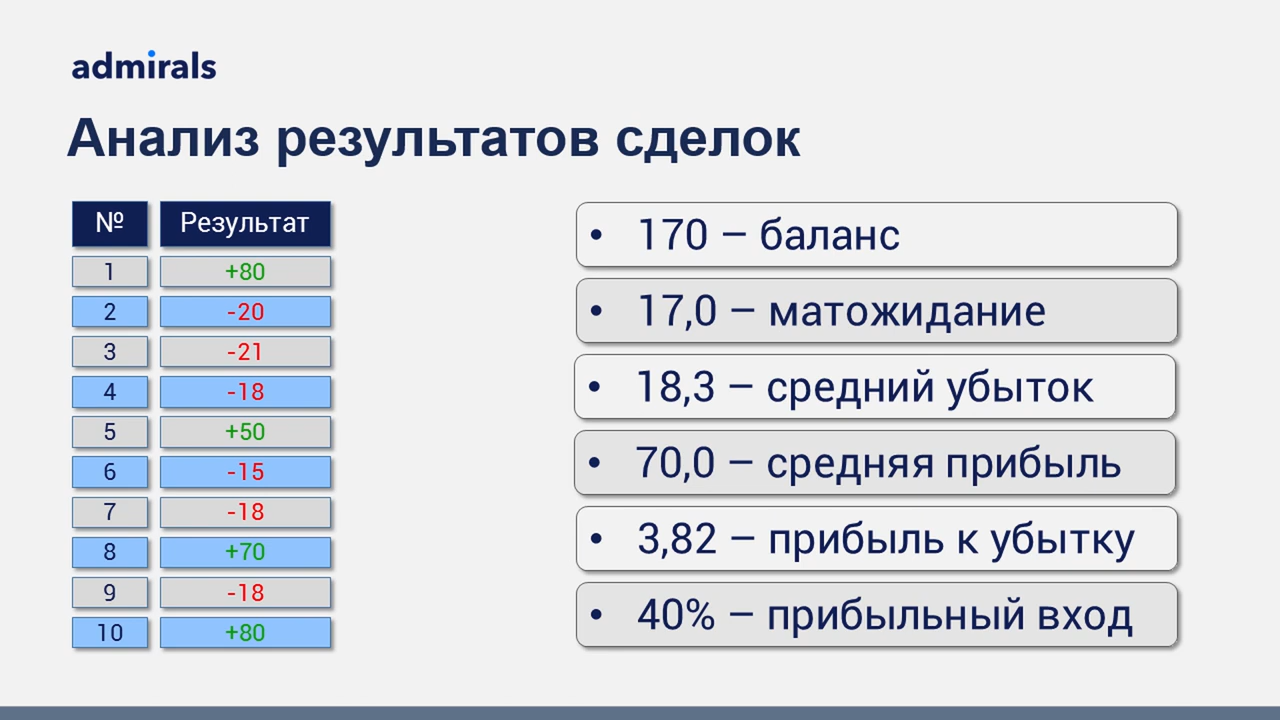 admirals
Анализ результатов сделок
№ Результат
1 +80
2 -20
3 -21
4 -18
5 +50
6 -15
7 -18
8 +70
9 -18
10 +80
• 170 – баланс
• 17,0 – матожидание
• 18,3 – средний убыток
• 70,0 – средняя прибыль
• 3,82 – прибыль к убытку
• 40% – прибыльный вход